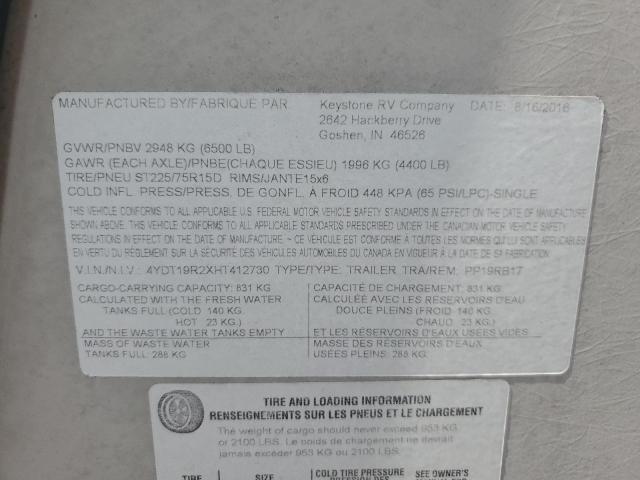 MANUFACTURED BY/FABRIQUE PAR Keystone RV Company DATE: 8/16/2016
2642 Hackberry Drive
Goshen, IN 46526
GVWR/PNBV 2948 KG (6500 LB)
GAWR (EACH AXLE)/PNBE(CHAQUE ESSIEU) 1996 KG (4400 LB)
TIRE/PNEU ST225/75R15D RIMS/JANTE15x6
COLD INFL. PRESS/PRESS. DE GONFL. À FROID 448 KPA (65 PSI/LPC)-SINGLE
THIS VEHICLE CONFORMS TO ALL APPLICABLE U.S. FEDERAL MOTOR VEHICLE SAFETY STANDARDS IN EFFECT ON THE DATE OF MANUFACTURE
SHOWN ABOVE. / THIS VEHICLE CONFORMS TO ALL APPLICABLE STANDARDS PRESCRIBED UNDER THE CANADIAN MOTOR VEHICLE SAFETY
REGULATIONS IN EFFECT ON THE DATE OF MANUFACTURE / CE VÉHICULE EST CONFORME À TOUTES LES NORMES QUI LUI SONT APPLICABLES
EN VERTU DU RÈGLEMENT SUR LA SÉCURITÉ DES VÉHICULES AUTOMOBILES DU CANADA EN VIGUEUR À LA DATE DE SA FABRICATION
V.I.N./N.I.V.: 4YDT19R2XHT412730 TYPE/TYPE: TRAILER TRA/REM. PP19RB17
CARGO-CARRYING CAPACITY: 831 KG CAPACITÉ DE CHARGEMENT: 831 KG
CALCULATED WITH THE FRESH WATER CALCULÉE AVEC LES RÉSERVOIRS D'EAU
TANKS FULL (COLD 140 KG. DOUCE PLEINS (FROID: 140 KG.
HOT 23 KG.) CHAUD 23 KG.)
AND THE WASTE WATER TANKS EMPTY ET LES RÉSERVOIRS D'EAUX USÉES VIDES
MASS OF WASTE WATER MASSE DES RÉSERVOIRS D'EAUX
TANKS FULL: 288 KG USÉES PLEINS: 288 KG
TIRE AND LOADING INFORMATION
RENSEIGNEMENTS SUR LES PNEUS ET LE CHARGEMENT
The weight of cargo should never exceed 953 KG
or 2100 LBS. Le poids de chargement ne devait
jamais excéder 953 KG ou 2100 LBS.
TIRE SIZE COLD TIRE PRESSURE SEE OWNER'S